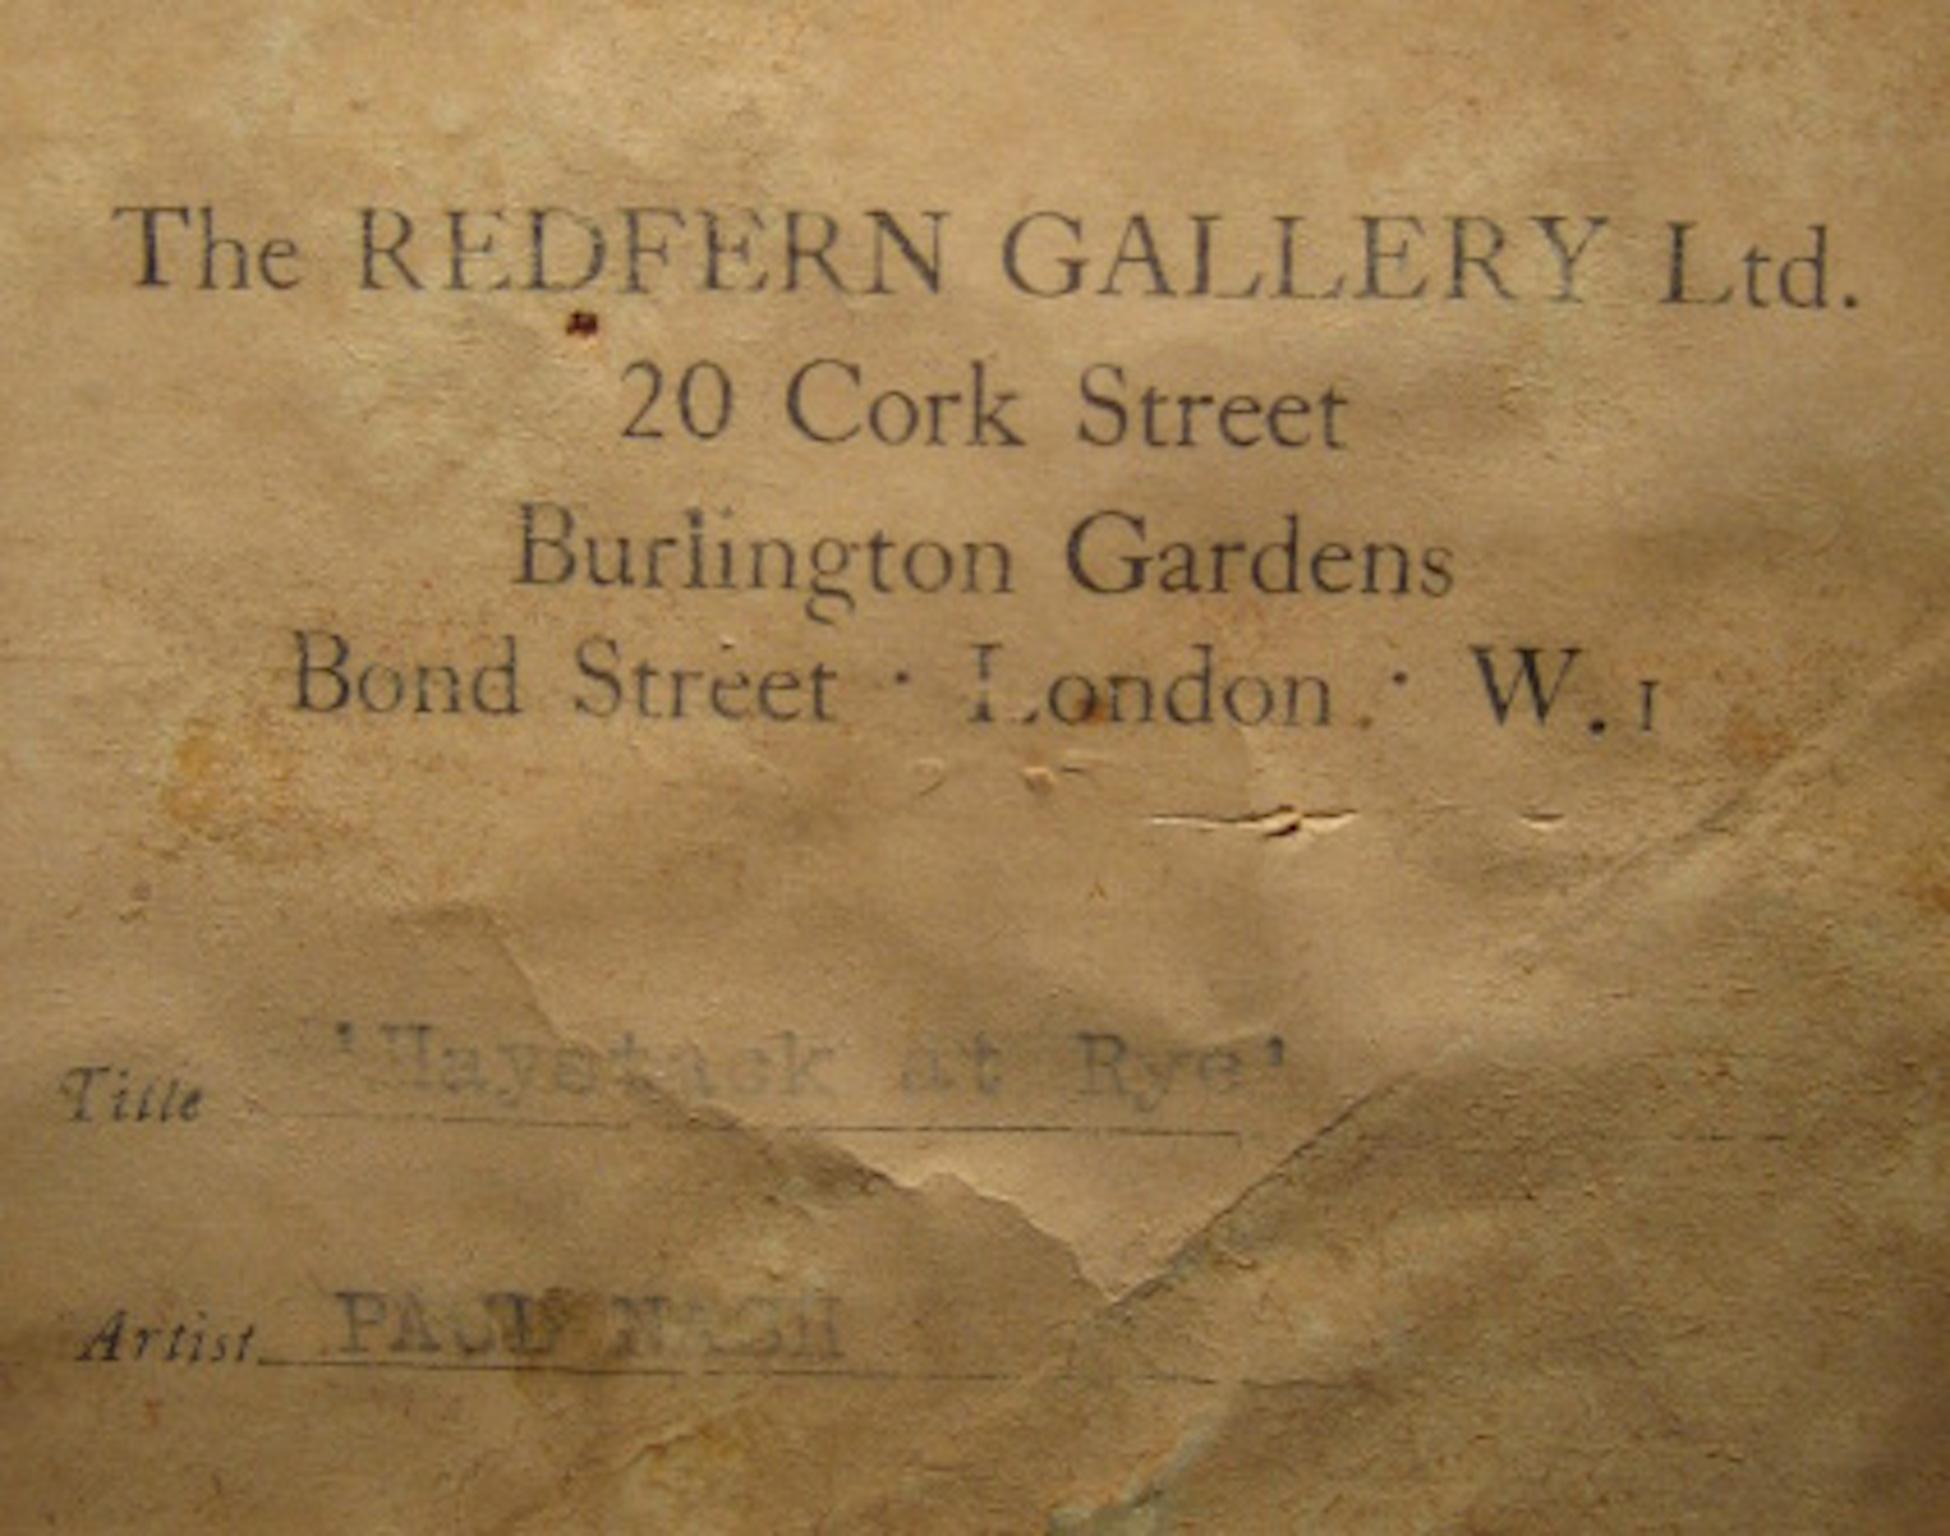 The REDFERN GALLERY Ltd.
20 Cork Street
Burlington Gardens
Bond Street · London · W.1
Title 'Haystack at Rye'
Artist PAUL NASH